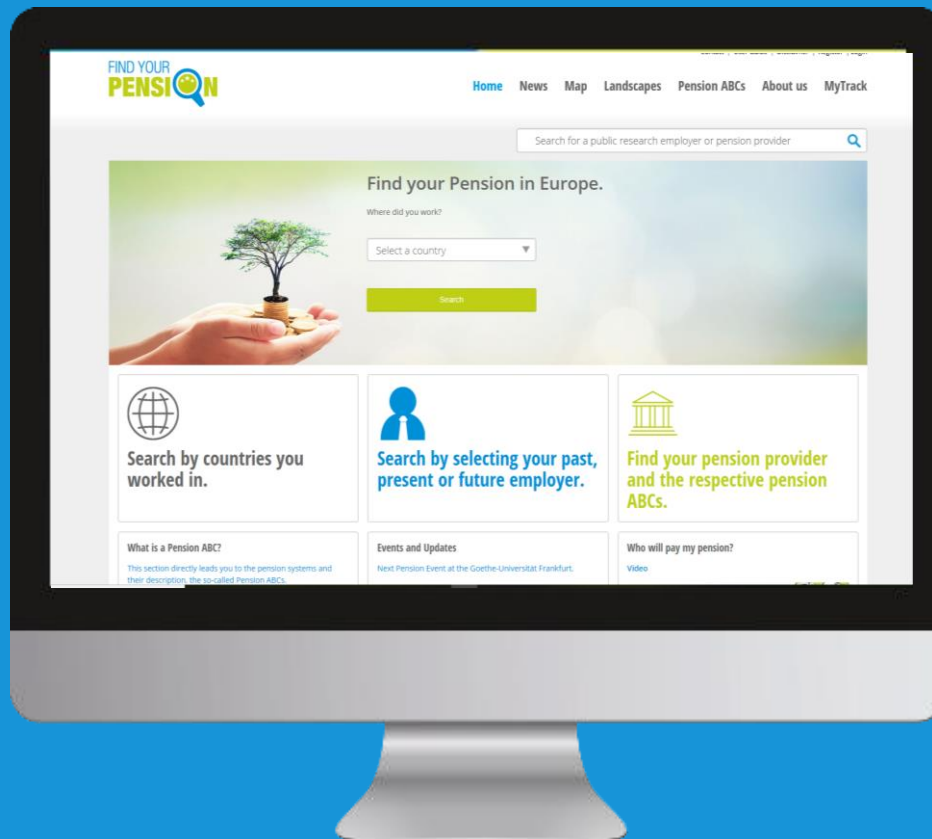 FIND YOUR
PENSION
Home News Map Landscapes Pension ABCs About us MyTrack
Search for a public research employer or pension provider
Find your Pension in Europe.
Where did you work?
Select a country
Search
Search by countries you
worked in.
Search by selecting your past,
present or future employer.
Find your pension provider
and the respective pension
ABCs.
What is a Pension ABC?
This section directly leads you to the pension systems and
their description, the so-called Pension ABCs.
Events and Updates
Next Pension Event at the Goethe-Universität Frankfurt.
Who will pay my pension?
Video